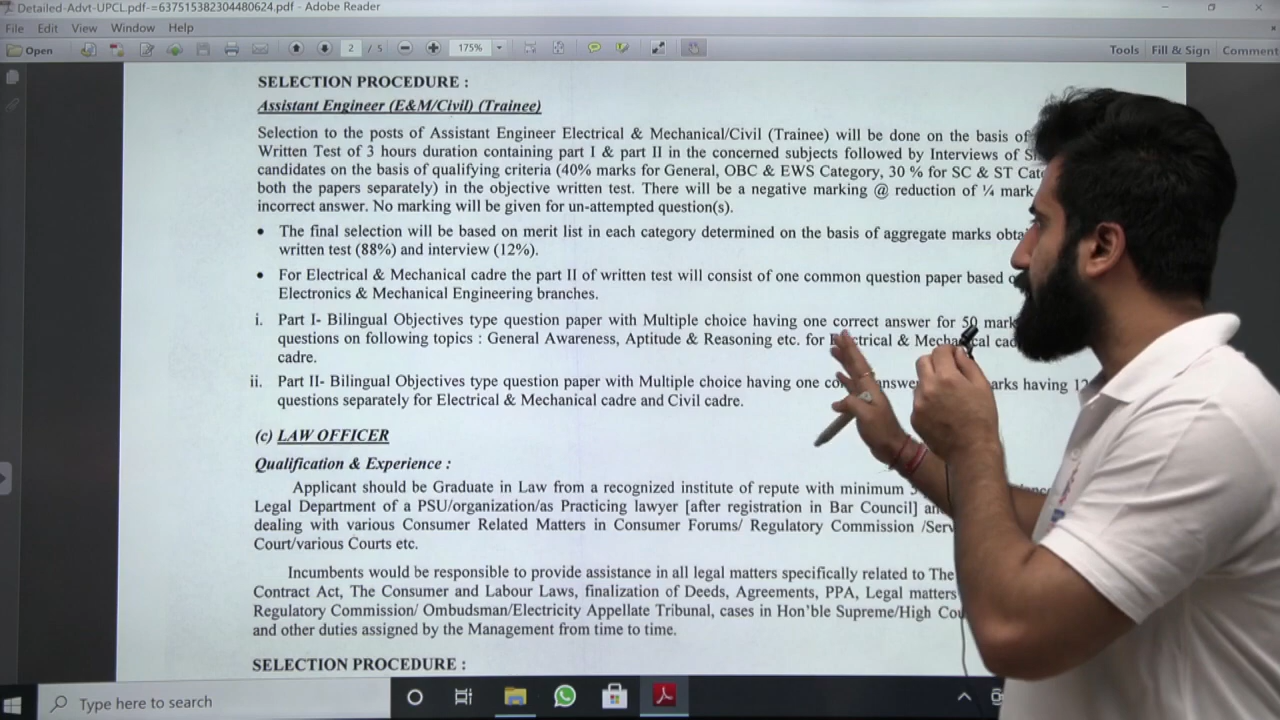 Detailed-Advt-UPCL.pdf-=637515382304480624.pdf - Adobe Reader
File Edit View Window Help
Open 2 / 5 175% Tools Fill & Sign Comment
SELECTION PROCEDURE :
Assistant Engineer (E&M/Civil) (Trainee)
Selection to the posts of Assistant Engineer Electrical & Mechanical/Civil (Trainee) will be done on the basis of
Written Test of 3 hours duration containing part I & part II in the concerned subjects followed by Interviews of
candidates on the basis of qualifying criteria (40% marks for General, OBC & EWS Category, 30 % for SC & ST
both the papers separately) in the objective written test. There will be a negative marking @ reduction of ¼ mark
incorrect answer. No marking will be given for un-attempted question(s).
• The final selection will be based on merit list in each category determined on the basis of aggregate marks
written test (88%) and interview (12%).
• For Electrical & Mechanical cadre the part II of written test will consist of one common question paper based
Electronics & Mechanical Engineering branches.
i. Part I- Bilingual Objectives type question paper with Multiple choice having one correct answer for 50
questions on following topics : General Awareness, Aptitude & Reasoning etc. for Electrical & Mechanical
cadre.
ii. Part II- Bilingual Objectives type question paper with Multiple choice having one having
questions separately for Electrical & Mechanical cadre and Civil cadre.
(c) LAW OFFICER
Qualification & Experience :
Applicant should be Graduate in Law from a recognized institute of repute with minimum
Legal Department of a PSU/organization/as Practicing lawyer [after registration in Bar Council]
dealing with various Consumer Related Matters in Consumer Forums/ Regulatory Commission
Court/various Courts etc.
Incumbents would be responsible to provide assistance in all legal matters specifically related to The
Contract Act, The Consumer and Labour Laws, finalization of Deeds, Agreements, PPA, Legal matters
Regulatory Commission/ Ombudsman/Electricity Appellate Tribunal, cases in Hon'ble Supreme/High
and other duties assigned by the Management from time to time.
SELECTION PROCEDURE :
Type here to search